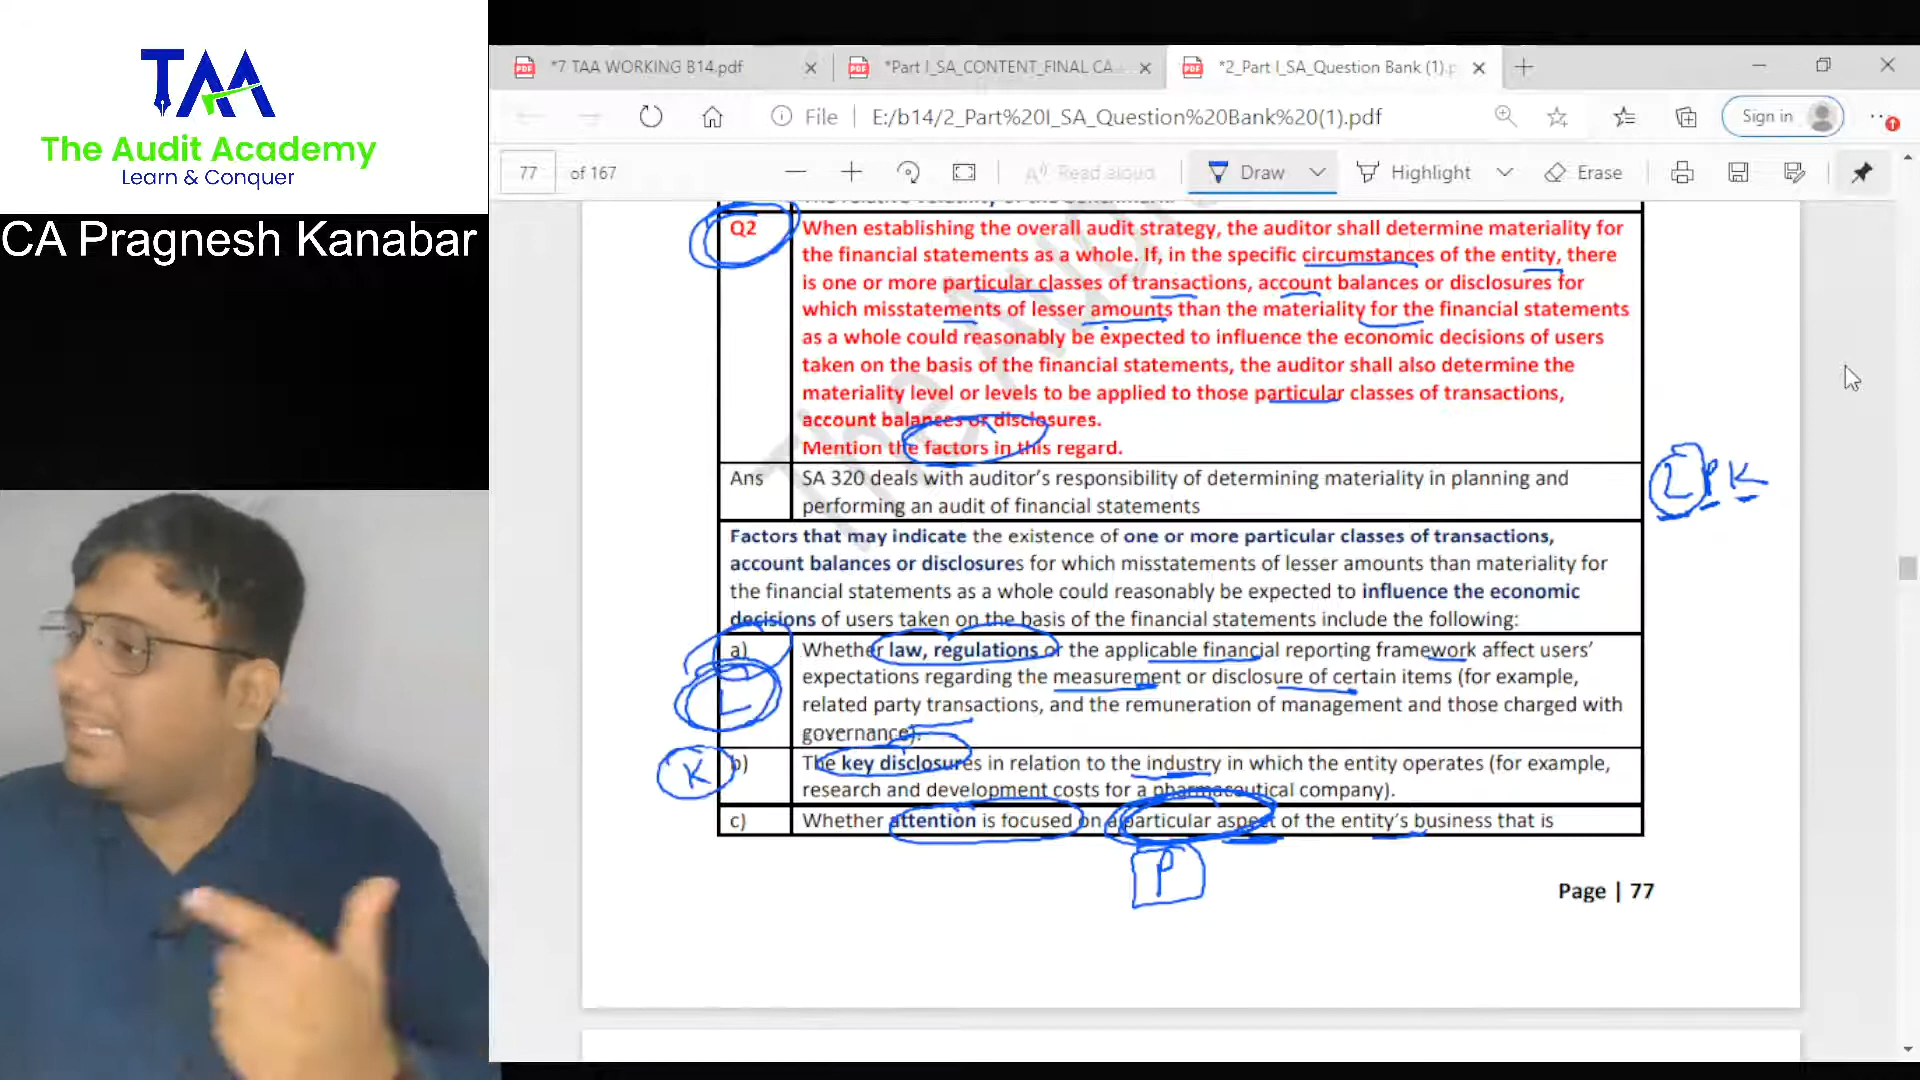 TAA
The Audit Academy
Learn & Conquer
CA Pragnesh Kanabar
*7 TAA WORKING B14.pdf
*Part I_SA_CONTENT_FINAL CA
*2_Part I_SA_Question Bank (1).p
File E:/b14/2_Part%20I_SA_Question%20Bank%20(1).pdf
Sign in
77 of 167
Read aloud
Draw
Highlight
Erase
Q2 When establishing the overall audit strategy, the auditor shall determine materiality for
the financial statements as a whole. If, in the specific circumstances of the entity, there
is one or more particular classes of transactions, account balances or disclosures for
which misstatements of lesser amounts than the materiality for the financial statements
as a whole could reasonably be expected to influence the economic decisions of users
taken on the basis of the financial statements, the auditor shall also determine the
materiality level or levels to be applied to those particular classes of transactions,
account balances or disclosures.
Mention the factors in this regard.
Ans SA 320 deals with auditor's responsibility of determining materiality in planning and
performing an audit of financial statements
L P K
Factors that may indicate the existence of one or more particular classes of transactions,
account balances or disclosures for which misstatements of lesser amounts than materiality for
the financial statements as a whole could reasonably be expected to influence the economic
decisions of users taken on the basis of the financial statements include the following:
a) Whether law, regulations or the applicable financial reporting framework affect users'
expectations regarding the measurement or disclosure of certain items (for example,
L
related party transactions, and the remuneration of management and those charged with
governance).
K
b) The key disclosures in relation to the industry in which the entity operates (for example,
research and development costs for a pharmaceutical company).
c) Whether attention is focused on a particular aspect of the entity's business that is
P
Page | 77